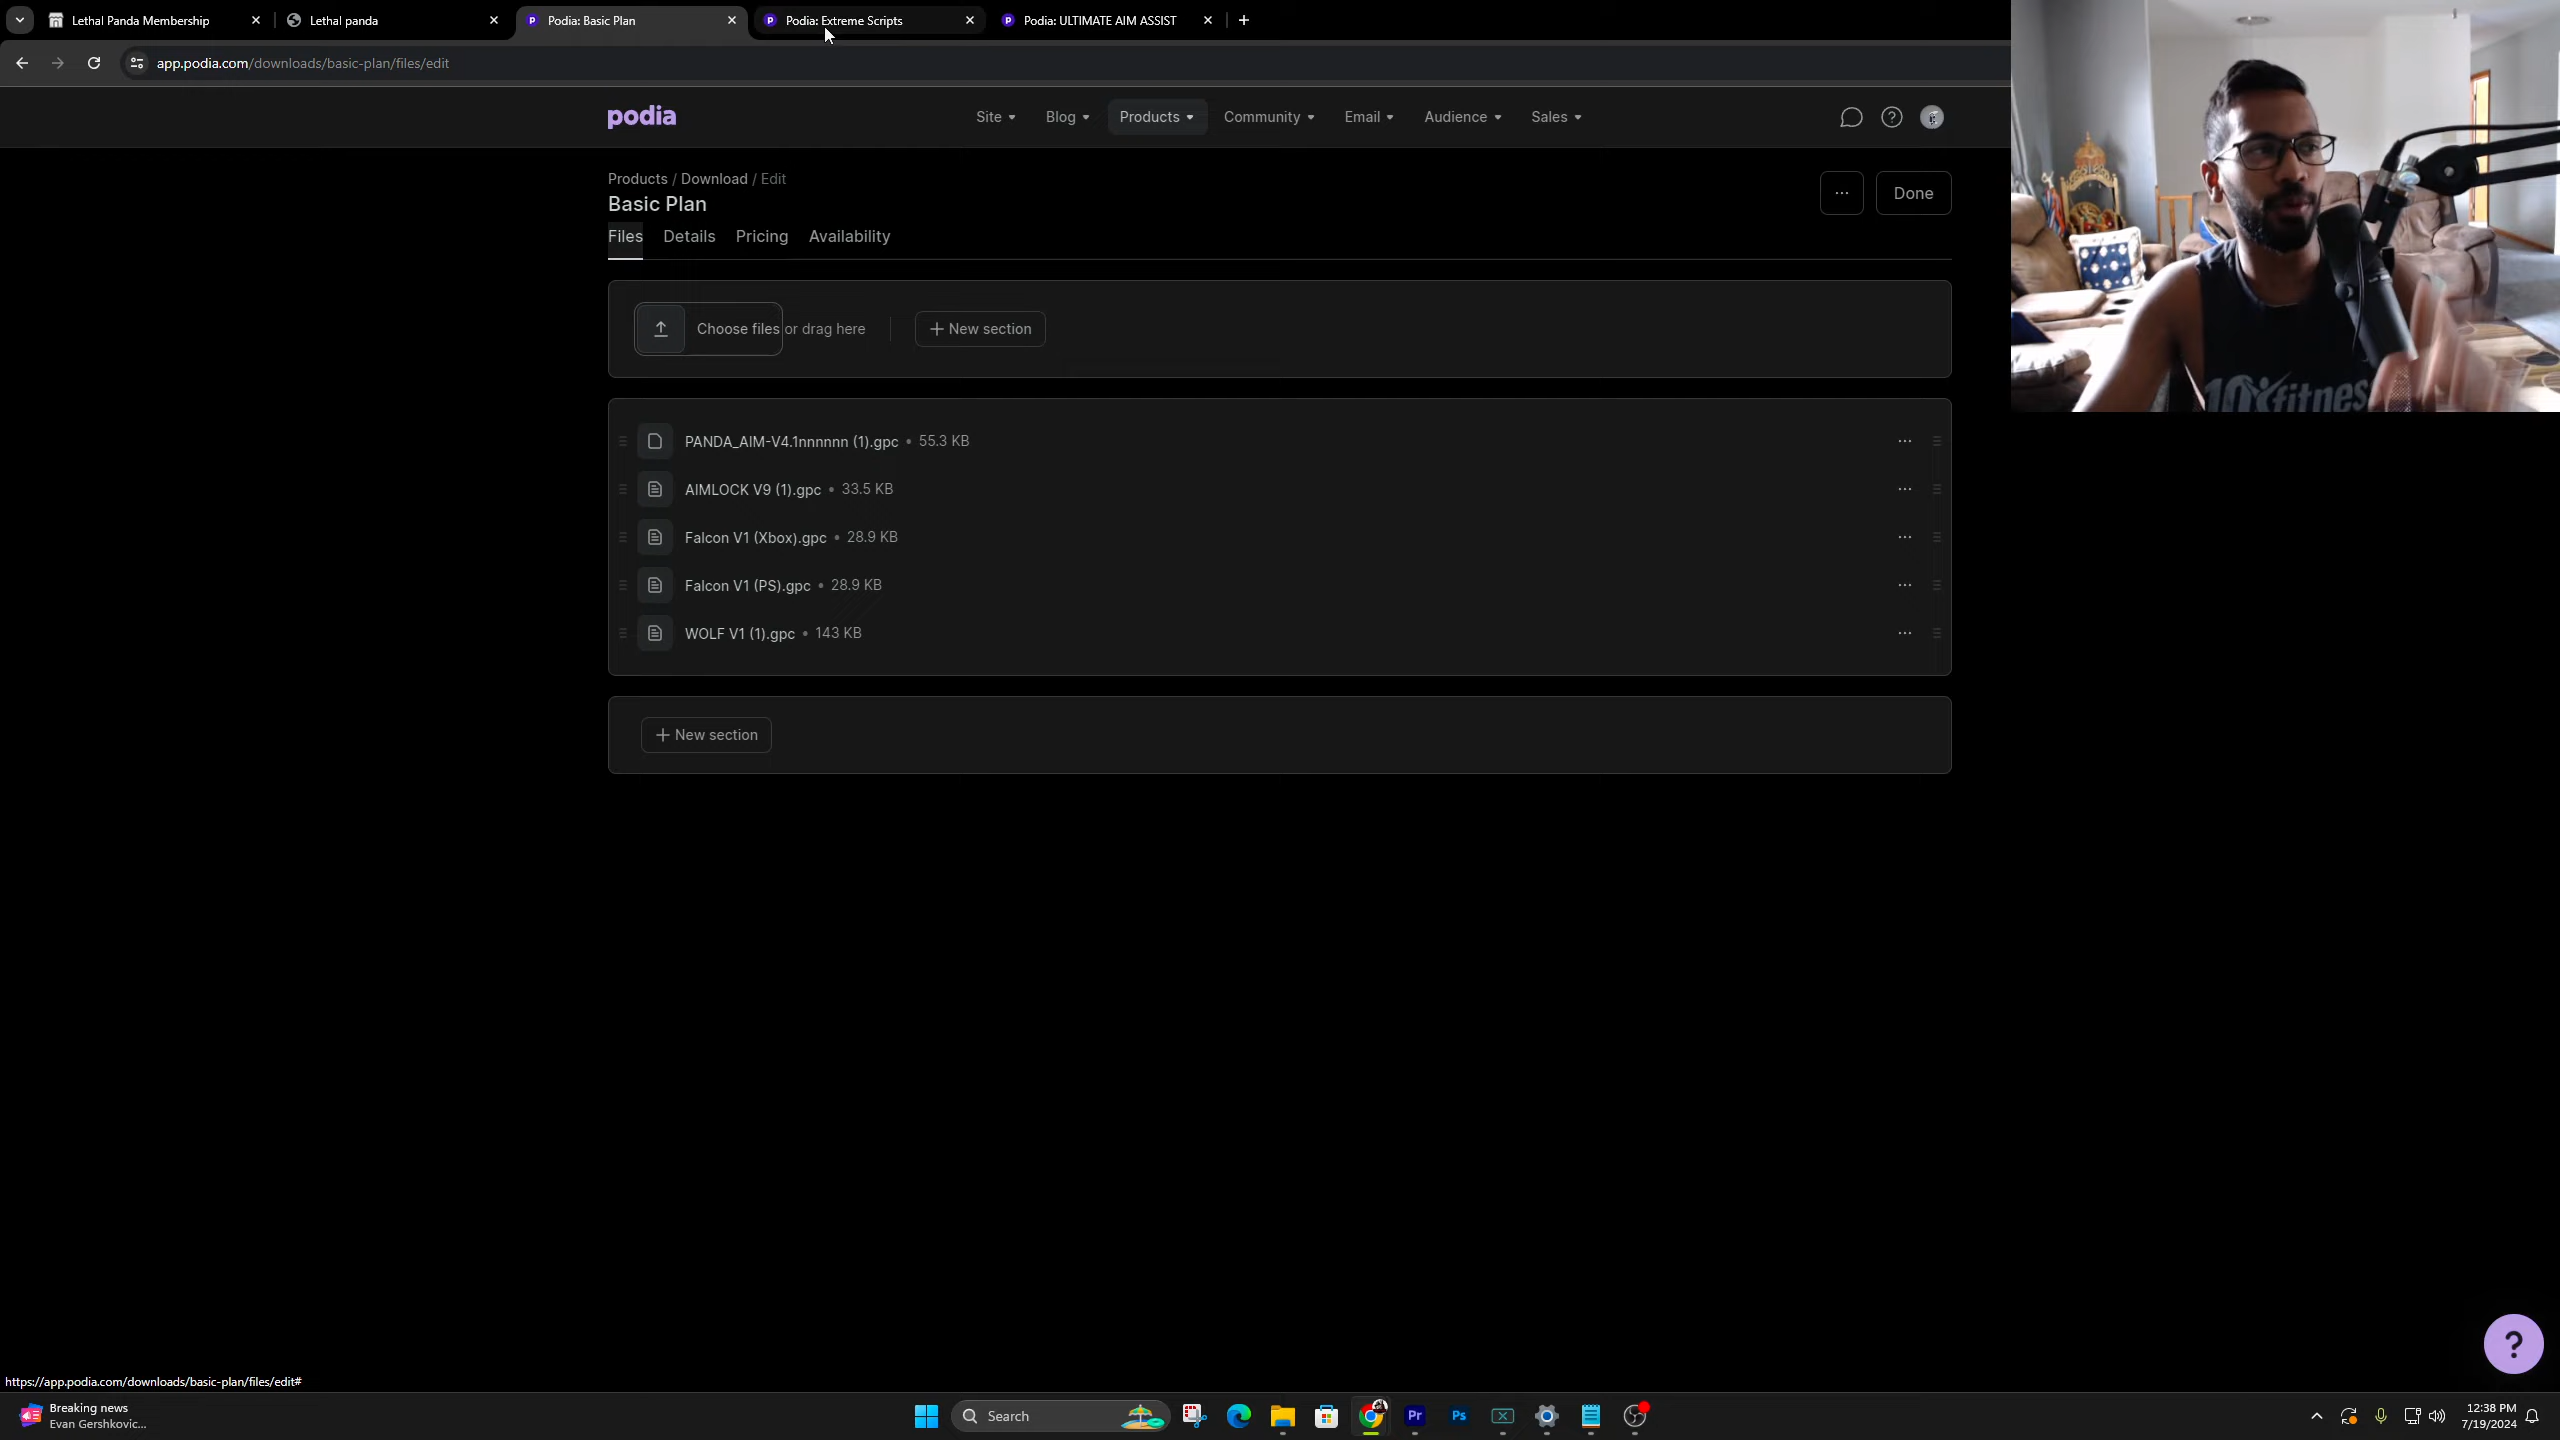 Lethal Panda Membership
Lethal panda
Podia: Basic Plan
Podia: Extreme Scripts
Podia: ULTIMATE AIM ASSIST
app.podia.com/downloads/basic-plan/files/edit
podia
Site
Blog
Products
Community
Email
Audience
Sales
Products / Download / Edit
Basic Plan
Done
Files
Details
Pricing
Availability
Choose files or drag here
New section
PANDA_AIM-V4.1nnnnnn (1).gpc • 55.3 KB
AIMLOCK V9 (1).gpc • 33.5 KB
Falcon V1 (Xbox).gpc • 28.9 KB
Falcon V1 (PS).gpc • 28.9 KB
WOLF V1 (1).gpc • 143 KB
New section
10Xfitness
https://app.podia.com/downloads/basic-plan/files/edit#
Breaking news
Evan Gershkovic...
Search
Pr
Ps
12:38 PM
7/19/2024